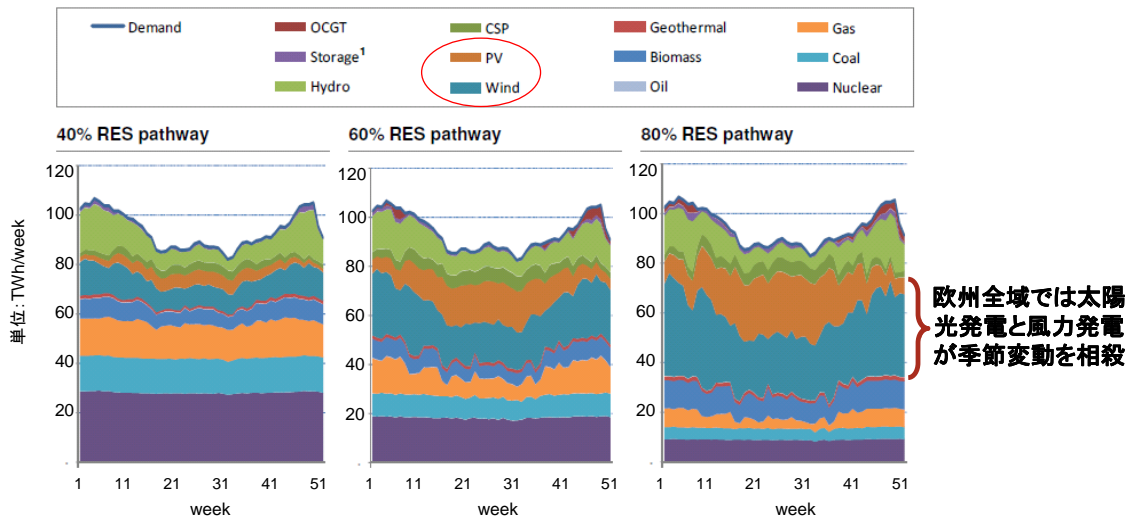 Demand
OCGT
CSP
Geothermal
Gas
Storage¹
PV
Biomass
Coal
Hydro
Wind
Oil
Nuclear
40% RES pathway
60% RES pathway
80% RES pathway
単位: TWh/week
120
100
80
60
40
20
-
1 11 21 31 41 51
week
120
100
80
60
40
20
-
1 11 21 31 41 51
week
120
100
80
60
40
20
-
1 11 21 31 41 51
week
欧州全域では太陽
光発電と風力発電
が季節変動を相殺